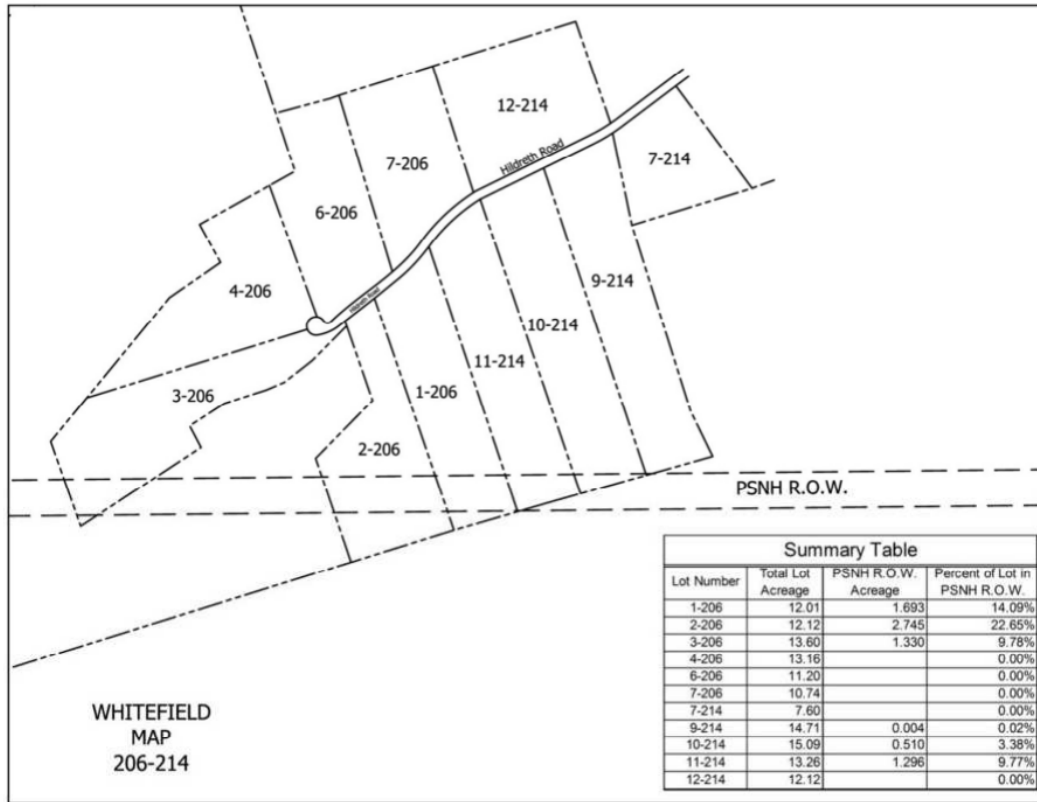 12-214
Hildreth Road
7-206
7-214
6-206
4-206
9-214
Hildreth Road
10-214
11-214
3-206
1-206
2-206
PSNH R.O.W.
WHITEFIELD
MAP
206-214
Summary Table
Lot Number Total Lot Acreage PSNH R.O.W. Acreage Percent of Lot in PSNH R.O.W.
1-206 12.01 1.693 14.09%
2-206 12.12 2.745 22.65%
3-206 13.60 1.330 9.78%
4-206 13.16 0.00%
6-206 11.20 0.00%
7-206 10.74 0.00%
7-214 7.60 0.00%
9-214 14.71 0.004 0.02%
10-214 15.09 0.510 3.38%
11-214 13.26 1.296 9.77%
12-214 12.12 0.00%